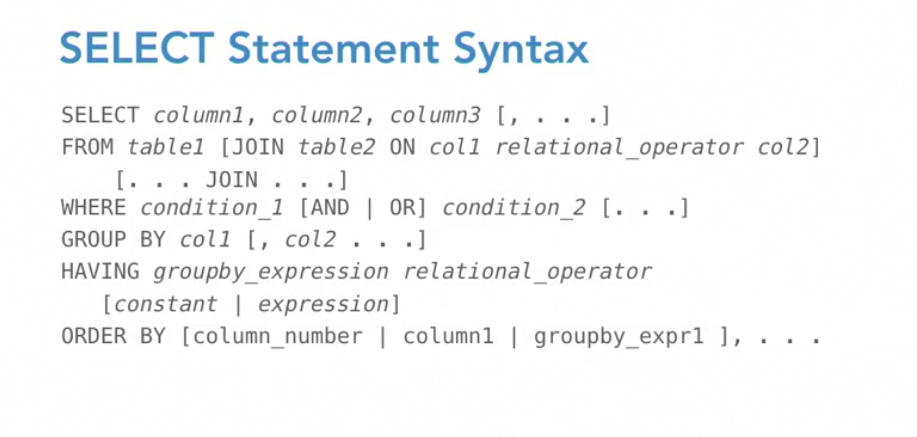 SELECT Statement Syntax
SELECT column1, column2, column3 [, . . .]
FROM table1 [JOIN table2 ON col1 relational_operator col2]
[. . . JOIN . . .]
WHERE condition_1 [AND | OR] condition_2 [. . .]
GROUP BY col1 [, col2 . . .]
HAVING groupby_expression relational_operator
[constant | expression]
ORDER BY [column_number | column1 | groupby_expr1 ], . . .